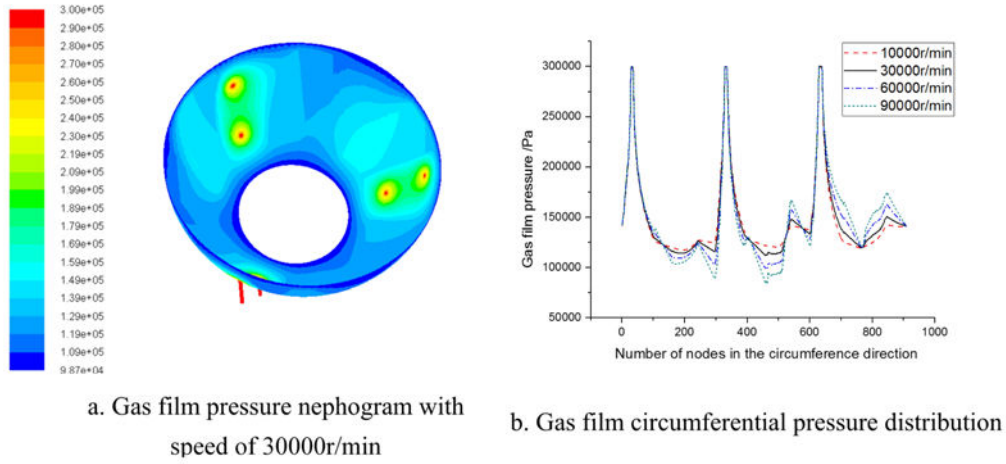 3.00e+05
2.90e+05
2.80e+05
2.70e+05
2.60e+05
2.50e+05
2.40e+05
2.30e+05
2.20e+05
2.10e+05
1.99e+05
1.89e+05
1.79e+05
1.69e+05
1.59e+05
1.49e+05
1.39e+05
1.29e+05
1.19e+05
1.09e+05
9.87e+04
a. Gas film pressure nephogram with
speed of 30000r/min
10000r/min
30000r/min
60000r/min
90000r/min
Gas film pressure /Pa
300000
250000
200000
150000
100000
50000
0 200 400 600 800 1000
Number of nodes in the circumference direction
b. Gas film circumferential pressure distribution